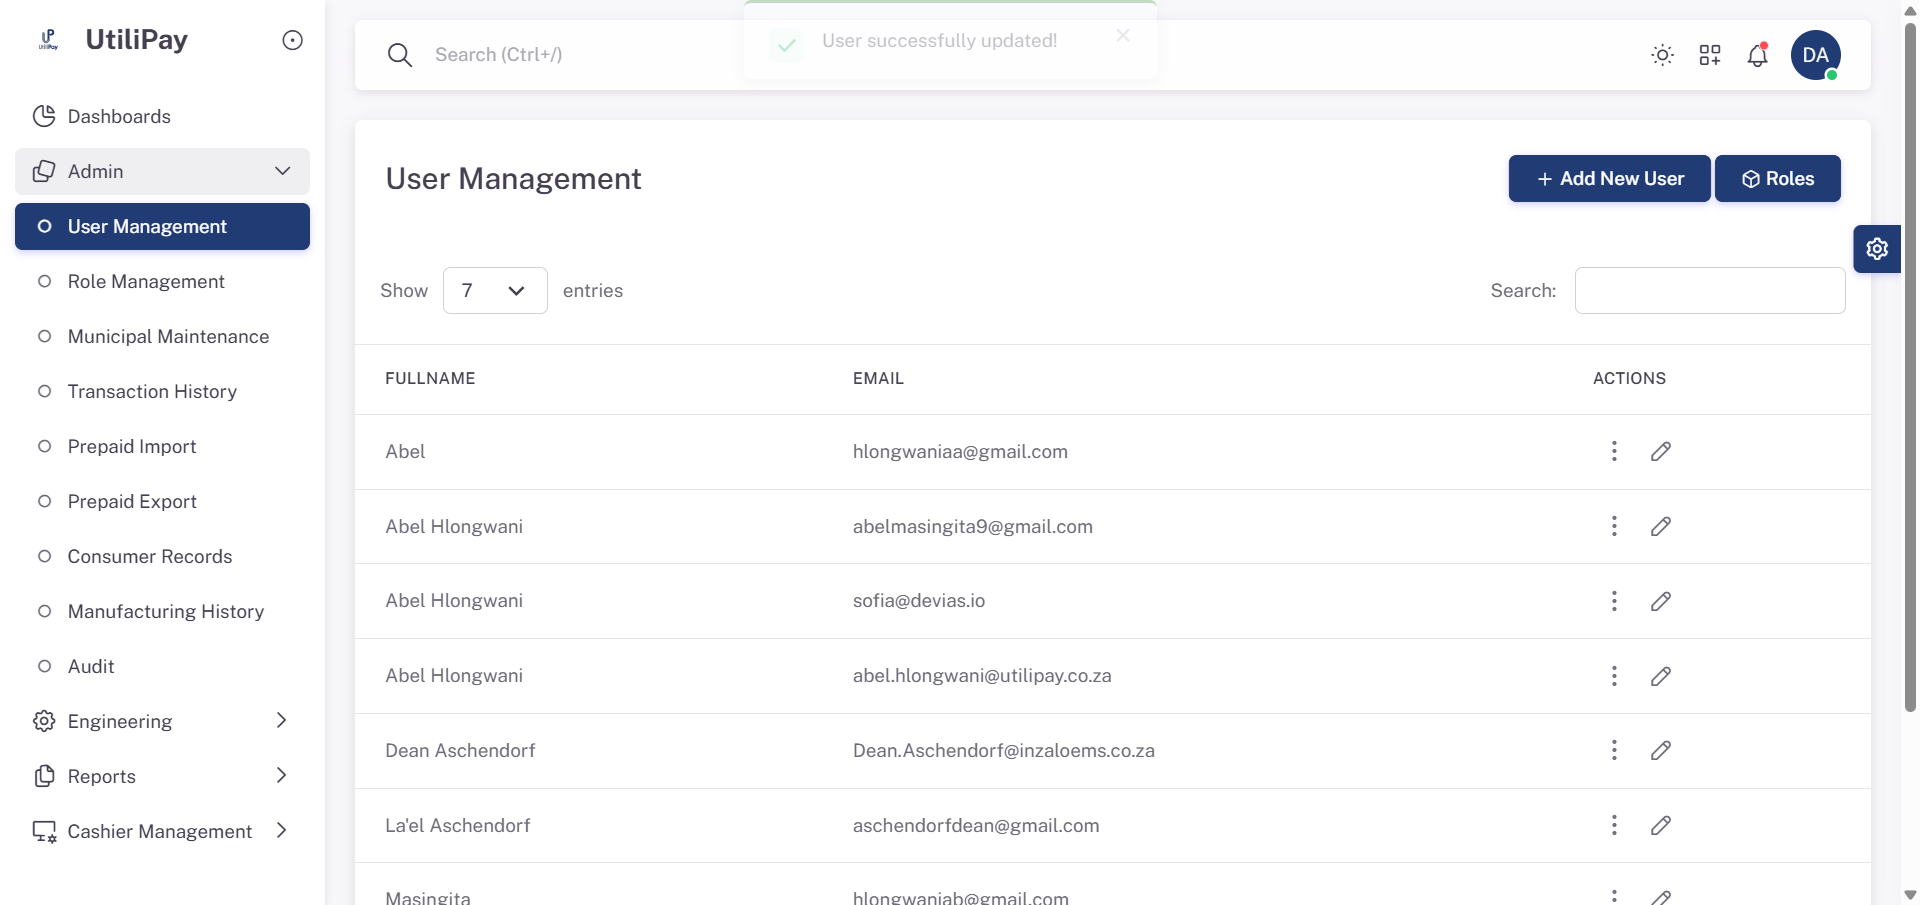 UP
UtiliPay
UtiliPay
Search (Ctrl+/)
User successfully updated!
DA
Dashboards
Admin
User Management
Role Management
Municipal Maintenance
Transaction History
Prepaid Import
Prepaid Export
Consumer Records
Manufacturing History
Audit
Engineering
Reports
Cashier Management
User Management
+ Add New User
Roles
Show 7 entries
Search:
FULLNAME EMAIL ACTIONS
Abel hlongwaniaa@gmail.com
Abel Hlongwani abelmasingita9@gmail.com
Abel Hlongwani sofia@devias.io
Abel Hlongwani abel.hlongwani@utilipay.co.za
Dean Aschendorf Dean.Aschendorf@inzaloems.co.za
La'el Aschendorf aschendorfdean@gmail.com
Masingita hlongwaniab@gmail.com